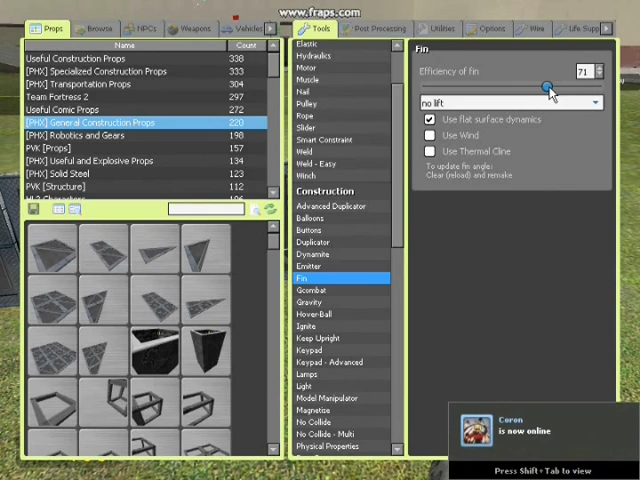 www.fraps.com
Props
Browse
NPCs
Weapons
Vehicles
Name
Count
Useful Construction Props 338
[PHX] Specialized Construction Props 333
[PHX] Transportation Props 304
Team Fortress 2 297
Useful Comic Props 272
[PHX] General Construction Props 220
[PHX] Robotics and Gears 198
PVK [Props] 157
[PHX] Useful and Explosive Props 134
[PHX] Solid Steel 123
PVK [Structure] 112
Tools
Post Processing
Utilities
Options
Wire
Life Supp
Elastic
Hydraulics
Motor
Muscle
Nail
Pulley
Rope
Slider
Smart Constraint
Weld
Weld - Easy
Winch
Construction
Advanced Duplicator
Balloons
Buttons
Duplicator
Dynamite
Emitter
Fin
Gcombat
Gravity
Hover-Ball
Ignite
Keep Upright
Keypad
Keypad - Advanced
Lamps
Light
Model Manipulator
Magnetise
No Collide
No Collide - Multi
Physical Properties
Fin
Efficiency of fin 71
no lift
Use flat surface dynamics
Use Wind
Use Thermal Cline
To update fin angle:
Clear (reload) and remake
Coron
is now online
Press Shift+Tab to view